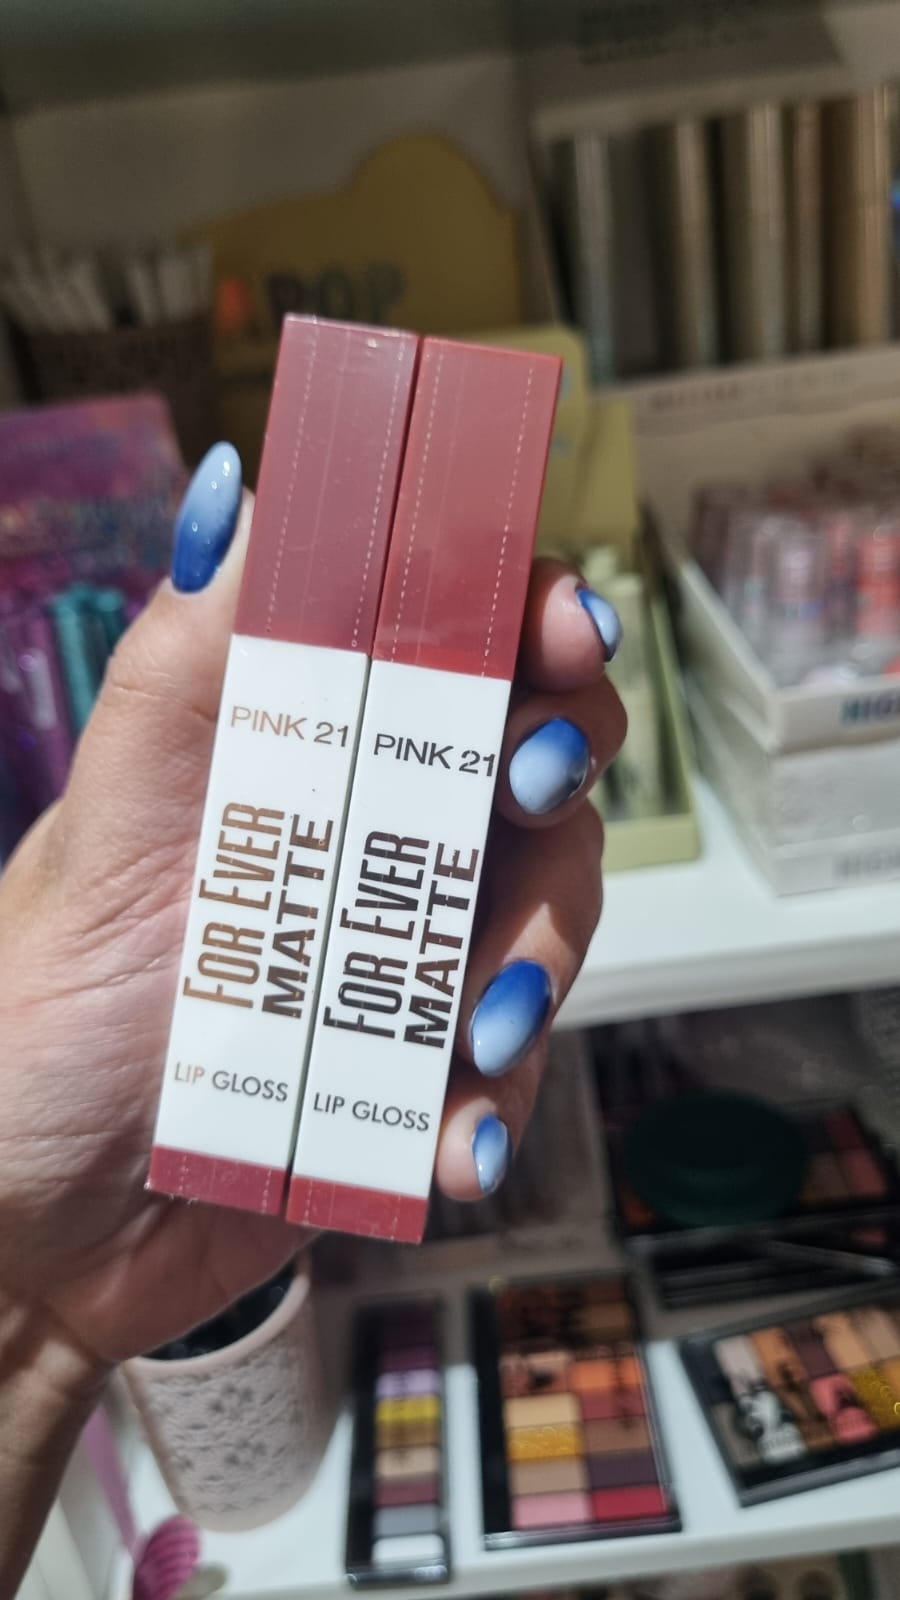 PINK 21
FOR EVER
MATTE
LIP GLOSS
PINK 21
FOR EVER
MATTE
LIP GLOSS